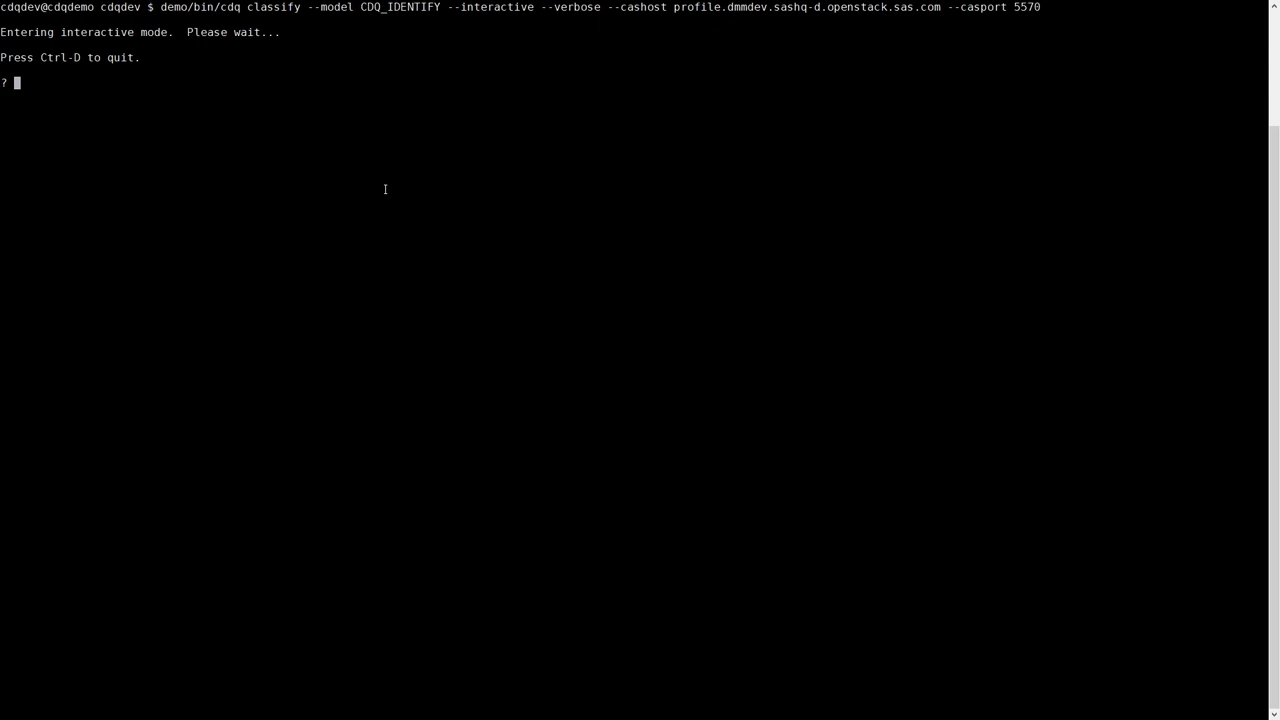 cdqdev@cdqdemo cdqdev $ demo/bin/cdq classify --model CDQ_IDENTIFY --interactive --verbose --cashost profile.dmmdev.sashq-d.openstack.sas.com --casport 5570
Entering interactive mode.  Please wait...
Press Ctrl-D to quit.
?